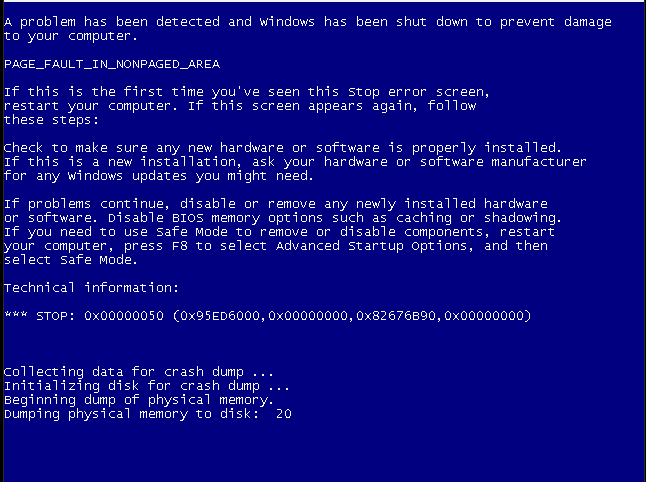 A problem has been detected and Windows has been shut down to prevent damage
to your computer.
PAGE_FAULT_IN_NONPAGED_AREA
If this is the first time you've seen this Stop error screen,
restart your computer. If this screen appears again, follow
these steps:
Check to make sure any new hardware or software is properly installed.
If this is a new installation, ask your hardware or software manufacturer
for any Windows updates you might need.
If problems continue, disable or remove any newly installed hardware
or software. Disable BIOS memory options such as caching or shadowing.
If you need to use Safe Mode to remove or disable components, restart
your computer, press F8 to select Advanced Startup Options, and then
select Safe Mode.
Technical information:
*** STOP: 0x00000050 (0x95ED6000,0x00000000,0x82676B90,0x00000000)
Collecting data for crash dump ...
Initializing disk for crash dump ...
Beginning dump of physical memory.
Dumping physical memory to disk:  20